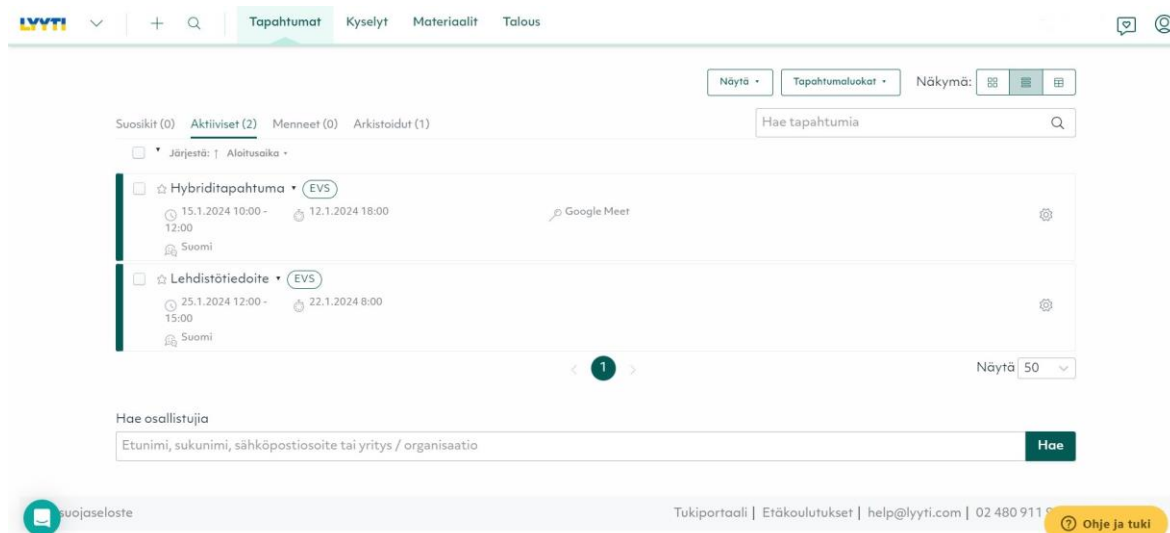 LYYTI Tapahtumat Kyselyt Materiaalit Talous
Näytä Tapahtumaluokat Näkymä:
Suosikit (0) Aktiiviset (2) Menneet (0) Arkistoidut (1) Hae tapahtumia
Järjestä: ↑ Aloitusaika
Hybriditapahtuma EVS
15.1.2024 10:00 - 12.1.2024 18:00 Google Meet
12:00
Suomi
Lehdistötiedoite EVS
25.1.2024 12:00 - 22.1.2024 8:00
15:00
Suomi
< 1 > Näytä 50
Hae osallistujia
Etunimi, sukunimi, sähköpostiosoite tai yritys / organisaatio Hae
suojaseloste Tukiportaali | Etäkoulutukset | help@lyyti.com | 02 480 911
Ohje ja tuki